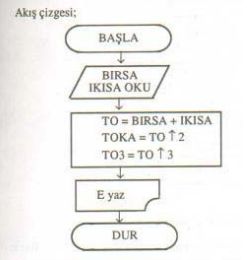 Akış çizgesi;
BAŞLA
BIRSA
IKISA OKU
TO = BIRSA + IKISA
TOKA = TO ↑ 2
TO3 = TO ↑ 3
E yaz
DUR